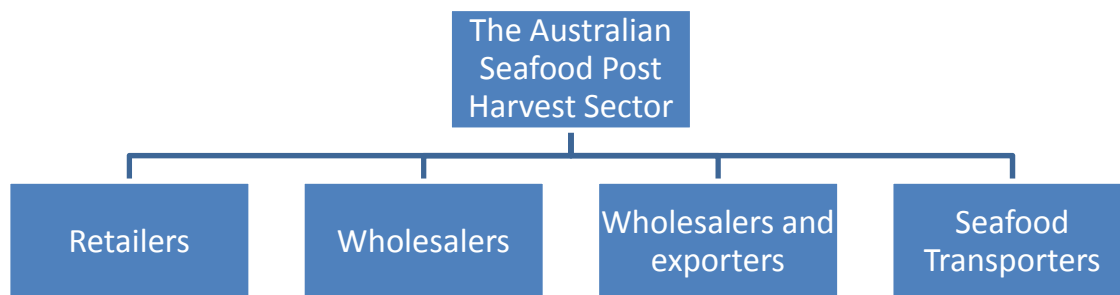 The Australian
Seafood Post
Harvest Sector
Retailers
Wholesalers
Wholesalers and
exporters
Seafood
Transporters